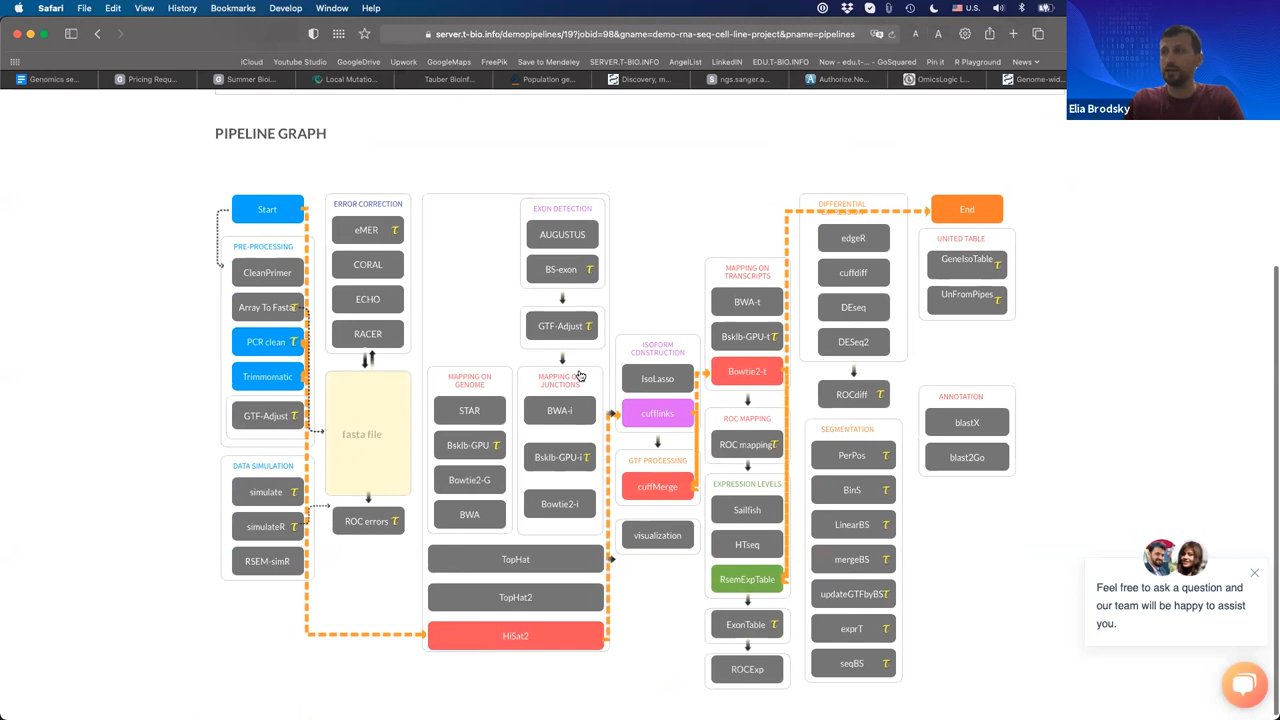 Safari File Edit View History Bookmarks Window Help
server.t-bio.info/demopipelines/19?jobid=98&gname=demo-rna-seq-cell-line-project&pname=pipelines
iCloud Youtube Studio GoogleDrive Upwork GoogleMaps FreePik Save to Mendeley SERVER.T-BIO.INFO AngelList LinkedIN EDU.T-BIO.INFO Now - edu.t-... - GoSquared Pin it R Playground News
Genomics se... Pricing Requ... Summer Bioi... Local Mutatio... Tauber Bioinf... Population ge... Discovery, m... ngs.sanger.a... Authorize.Ne... OmicsLogic L... Genome-wid...
Elia Brodsky
PIPELINE GRAPH
Start
PRE-PROCESSING
CleanPrimer
Array To Fasta
PCR clean τ
Trimmomatic
GTF-Adjust τ
DATA SIMULATION
simulate τ
simulateR τ
RSEM-simR
ERROR CORRECTION
eMER τ
CORAL
ECHO
RACER
fasta file
ROC errors τ
EXON DETECTION
AUGUSTUS
BS-exon τ
GTF-Adjust τ
MAPPING ON
GENOME
STAR
Bsklb-GPU τ
Bowtie2-G
BWA
MAPPING ON
JUNCTIONS
BWA-i
Bsklb-GPU-i τ
Bowtie2-i
TopHat
TopHat2
HiSat2
ISOFORM
CONSTRUCTION
IsoLasso
cufflinks
GTF PROCESSING
cuffMerge
visualization
MAPPING ON
TRANSCRIPTS
BWA-t
Bsklb-GPU-t τ
Bowtie2-t
ROC MAPPING
ROC mapping τ
EXPRESSION LEVELS
Sailfish
HTseq
RsemExpTable
ExonTable τ
ROCExp
DIFFERENTIAL
edgeR
cuffdiff
DEseq
DESeq2
ROCdiff τ
SEGMENTATION
PerPos τ
BinS τ
LinearBS τ
mergeBS τ
updateGTFbyBS τ
exprT τ
seqBS τ
End
UNITED TABLE
GeneIsoTable τ
UnFromPipes τ
ANNOTATION
blastX
blast2Go
Feel free to ask a question and
our team will be happy to assist
you.